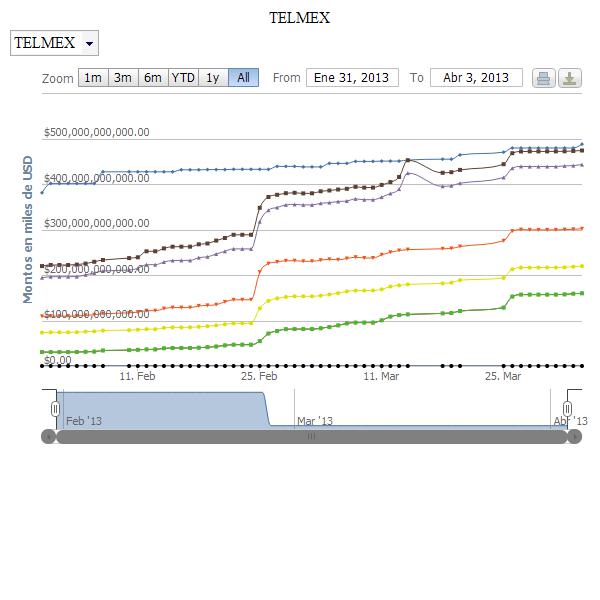 TELMEX
TELMEX
Zoom 1m 3m 6m YTD 1y All From Ene 31, 2013 To Abr 3, 2013
Montos en miles de USD
$500,000,000,000.00
$400,000,000,000.00
$300,000,000,000.00
$200,000,000,000.00
$100,000,000,000.00
$0.00
11. Feb 25. Feb 11. Mar 25. Mar
Feb '13 Mar '13 Abr '13